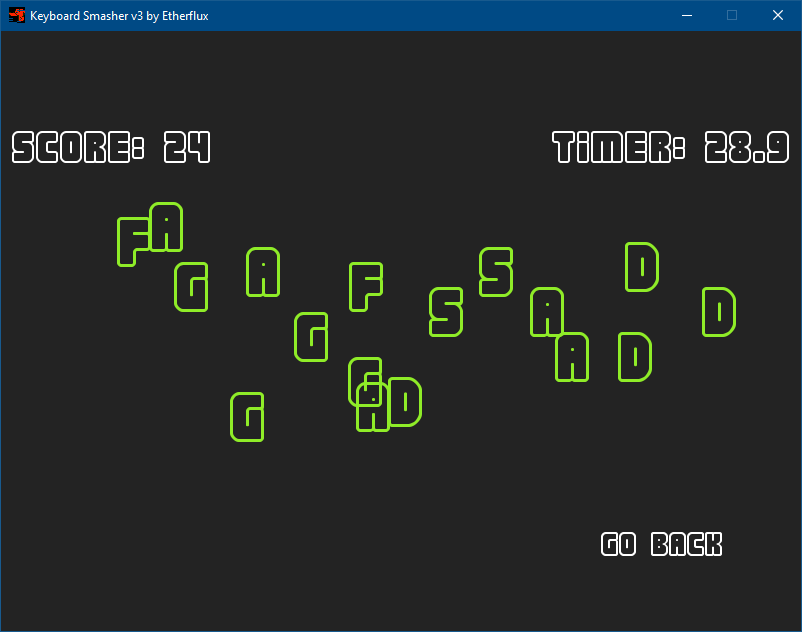 Keyboard Smasher v3 by Etherflux
SCORE: 24
TIMER: 28.9
F A
G A F S S D
G S A D
A D
G G A D
GO BACK